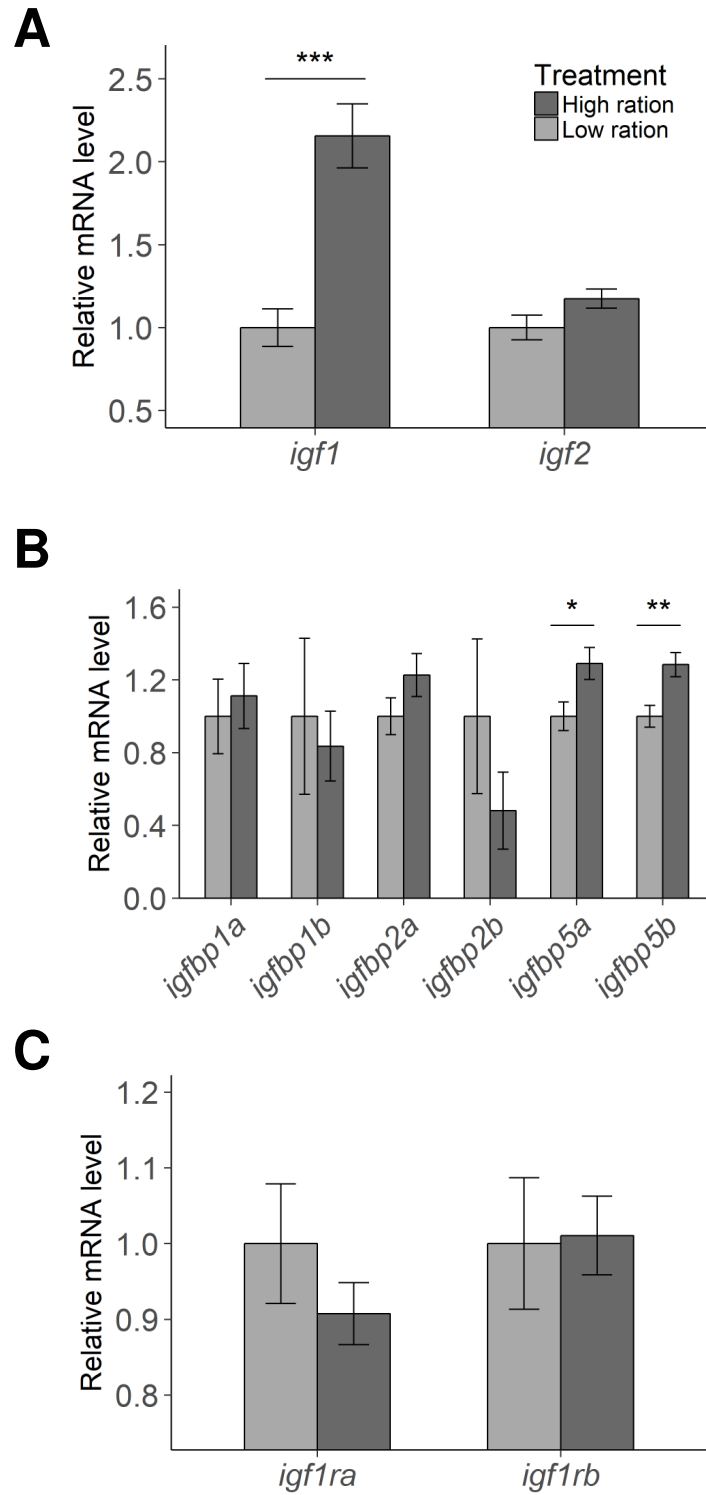 A
Relative mRNA level
2.5
2.0
1.5
1.0
0.5
***
Treatment
High ration
Low ration
igf1
igf2
B
Relative mRNA level
1.6
1.2
0.8
0.4
0.0
*
**
igfbp1a
igfbp1b
igfbp2a
igfbp2b
igfbp5a
igfbp5b
C
Relative mRNA level
1.2
1.1
1.0
0.9
0.8
igf1ra
igf1rb